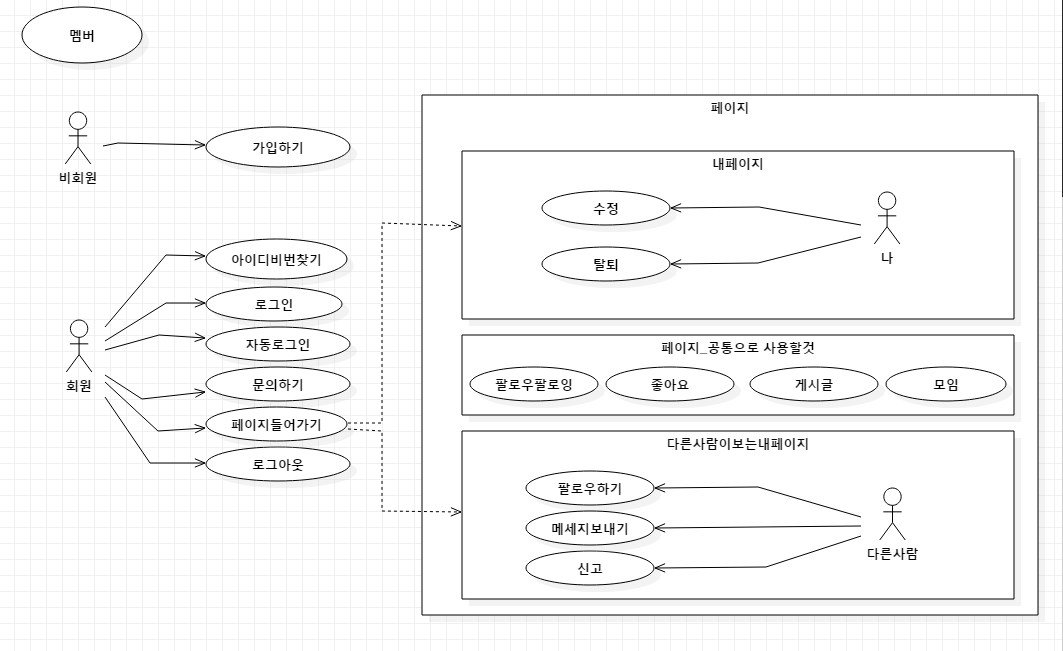 멤버
비회원
가입하기
회원
아이디비번찾기
로그인
자동로그인
문의하기
페이지들어가기
로그아웃
페이지
내페이지
수정
탈퇴
나
페이지_공통으로 사용할것
팔로우팔로잉
좋아요
게시글
모임
다른사람이보는내페이지
팔로우하기
메세지보내기
신고
다른사람